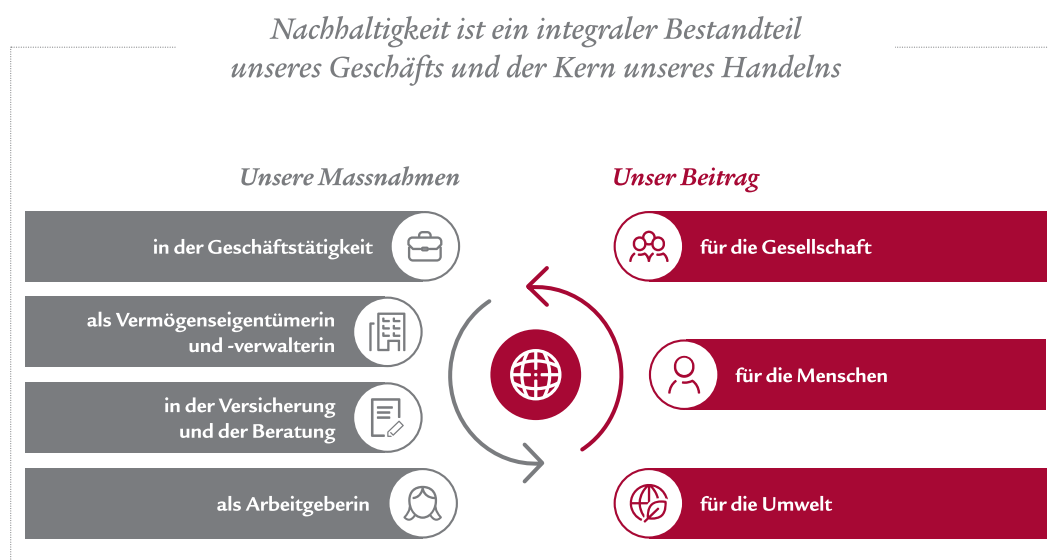 Nachhaltigkeit ist ein integraler Bestandteil
unseres Geschäfts und der Kern unseres Handelns
Unsere Massnahmen
in der Geschäftstätigkeit
als Vermögenseigentümerin
und -verwalterin
in der Versicherung
und der Beratung
als Arbeitgeberin
Unser Beitrag
für die Gesellschaft
für die Menschen
für die Umwelt